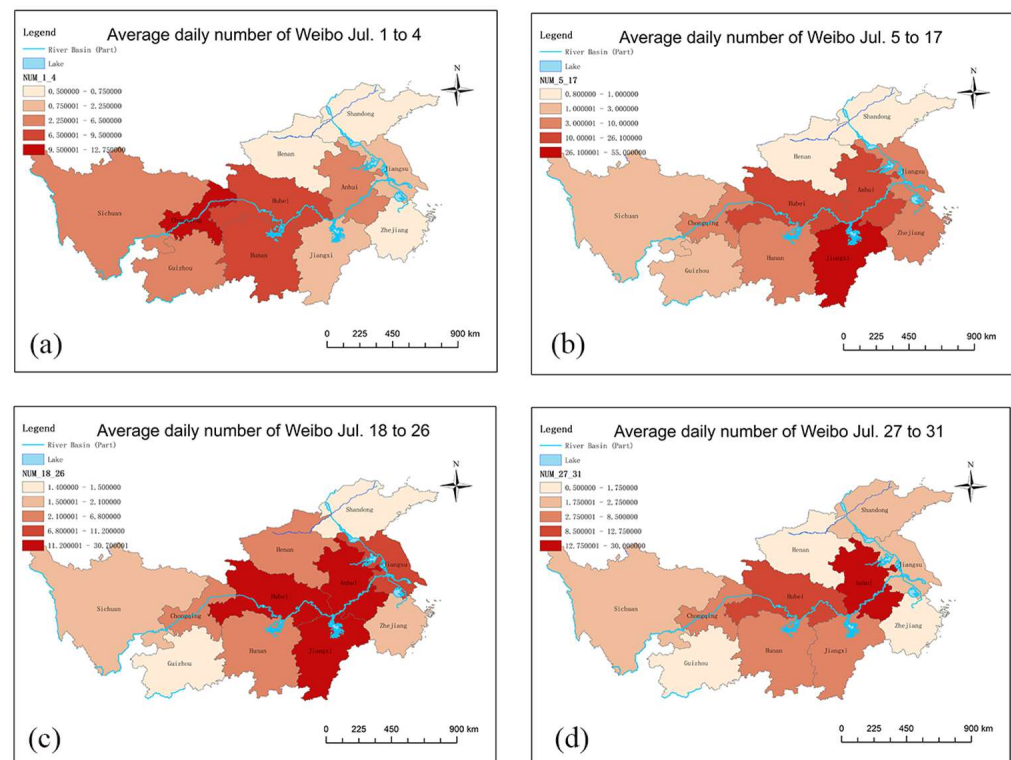 Legend
Average daily number of Weibo Jul. 1 to 4
River Basin (Part)
Lake
NUM_1_4
0.500000 - 0.750000
0.750001 - 2.250000
2.250001 - 6.500000
6.500001 - 9.500000
9.500001 - 12.750000
N
Shandong
Henan
Jiangsu
Anhui
Sichuan
Hubei
Zhejiang
Guizhou
Hunan
Jiangxi
(a)
0 225 450 900 km
Legend
Average daily number of Weibo Jul. 5 to 17
River Basin (Part)
Lake
NUM_5_17
0.800000 - 1.000000
1.000001 - 3.000000
3.000001 - 10.00000
10.00001 - 26.100000
26.100001 - 55.000000
N
Shandong
Henan
Jiangsu
Anhui
Sichuan
Hubei
Chongqing
Zhejiang
Guizhou
Hunan
Jiangxi
(b)
0 225 450 900 km
Legend
Average daily number of Weibo Jul. 18 to 26
River Basin (Part)
Lake
NUM_18_26
1.400000 - 1.500000
1.500001 - 2.100000
2.100001 - 6.800000
6.800001 - 11.200000
11.200001 - 30.700001
N
Shandong
Henan
Jiangsu
Anhui
Sichuan
Hubei
Chongqing
Zhejiang
Guizhou
Hunan
Jiangxi
(c)
0 225 450 900 km
Legend
Average daily number of Weibo Jul. 27 to 31
River Basin (Part)
Lake
NUM_27_31
0.500000 - 1.750000
1.750001 - 2.750000
2.750001 - 8.500000
8.500001 - 12.750000
12.750001 - 30.000000
N
Shandong
Henan
Jiangsu
Anhui
Sichuan
Hubei
Chongqing
Zhejiang
Guizhou
Hunan
Jiangxi
(d)
0 225 450 900 km